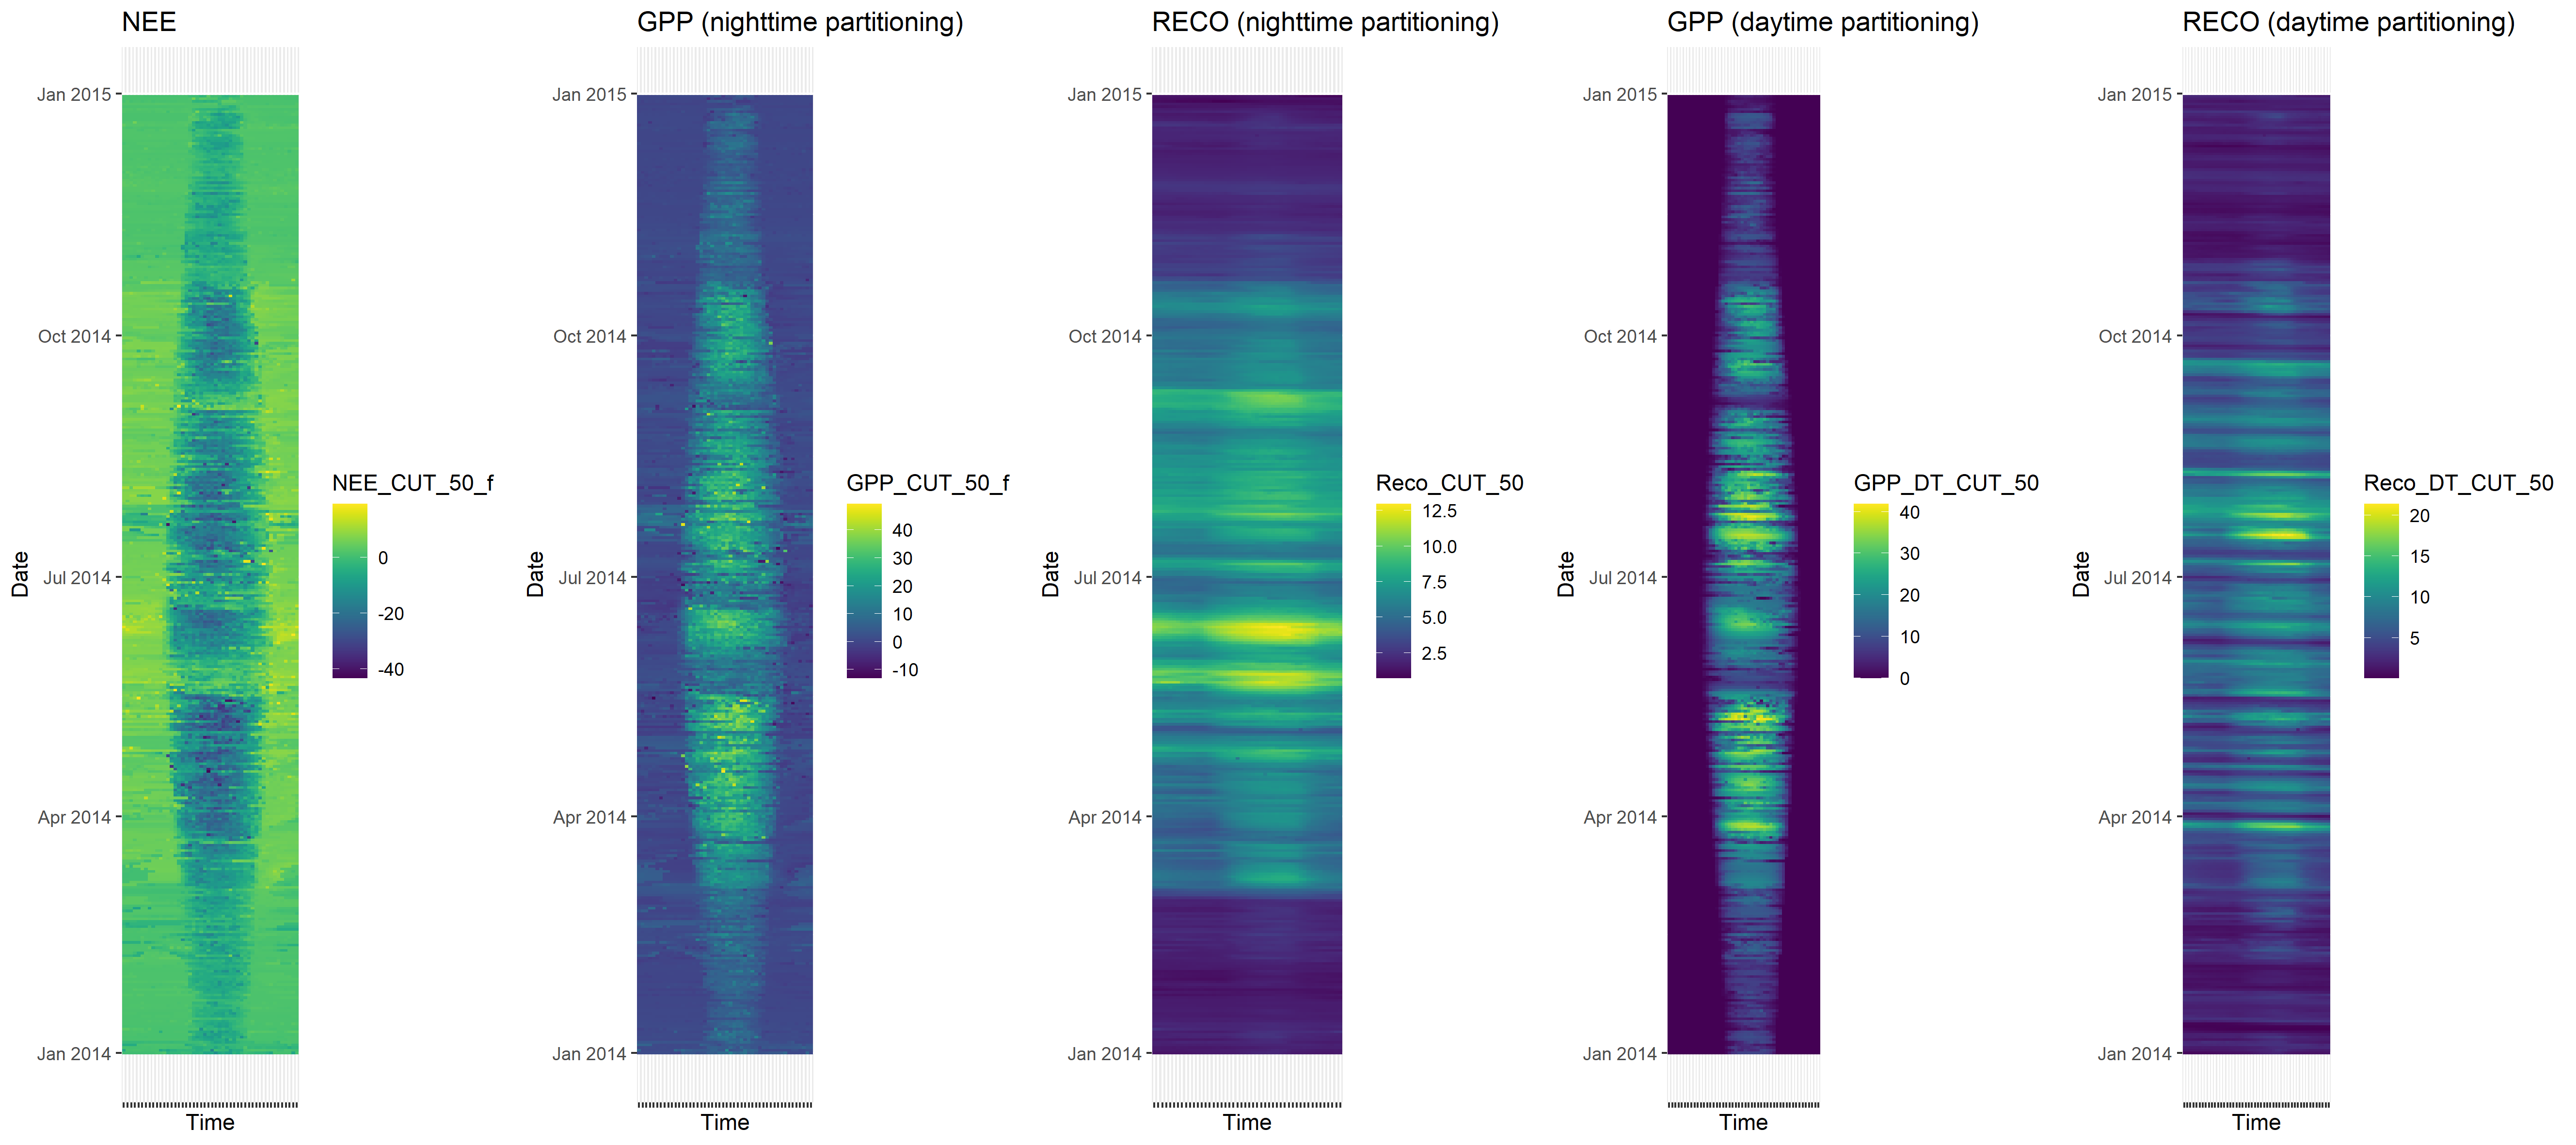 NEE
Jan 2015
Oct 2014
Jul 2014
Apr 2014
Jan 2014
Date
Time
NEE_CUT_50_f
0
-20
-40
GPP (nighttime partitioning)
Jan 2015
Oct 2014
Jul 2014
Apr 2014
Jan 2014
Date
Time
GPP_CUT_50_f
40
30
20
10
0
-10
RECO (nighttime partitioning)
Jan 2015
Oct 2014
Jul 2014
Apr 2014
Jan 2014
Date
Time
Reco_CUT_50
12.5
10.0
7.5
5.0
2.5
GPP (daytime partitioning)
Jan 2015
Oct 2014
Jul 2014
Apr 2014
Jan 2014
Date
Time
GPP_DT_CUT_50
40
30
20
10
0
RECO (daytime partitioning)
Jan 2015
Oct 2014
Jul 2014
Apr 2014
Jan 2014
Date
Time
Reco_DT_CUT_50
20
15
10
5